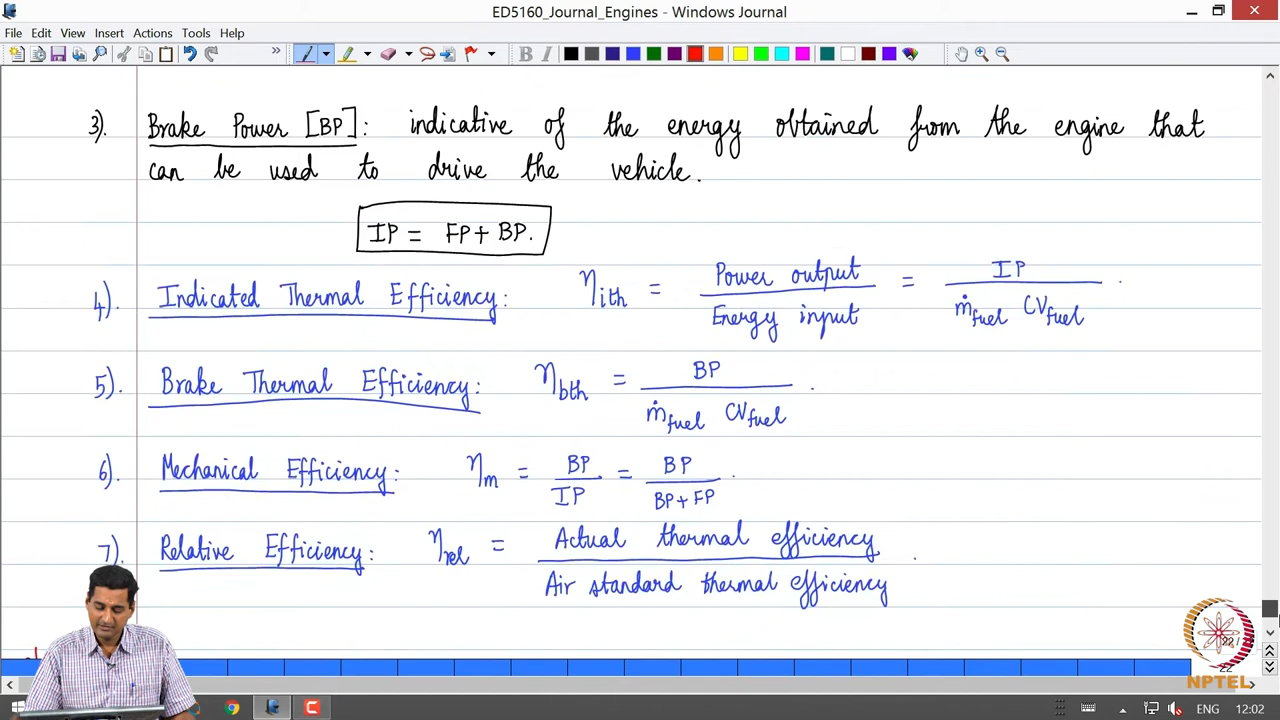 ED5160_Journal_Engines - Windows Journal
File Edit View Insert Actions Tools Help
3). Brake Power [BP]: indicative of the energy obtained from the engine that
can be used to drive the vehicle.
IP = FP + BP.
4). Indicated Thermal Efficiency: ηith = Power output / Energy input = IP / ṁfuel CVfuel.
5). Brake Thermal Efficiency: ηbth = BP / ṁfuel CVfuel.
6). Mechanical Efficiency: ηm = BP / IP = BP / BP + FP.
7). Relative Efficiency: ηrel = Actual thermal efficiency / Air standard thermal efficiency.
22
NPTEL
ENG 12:02